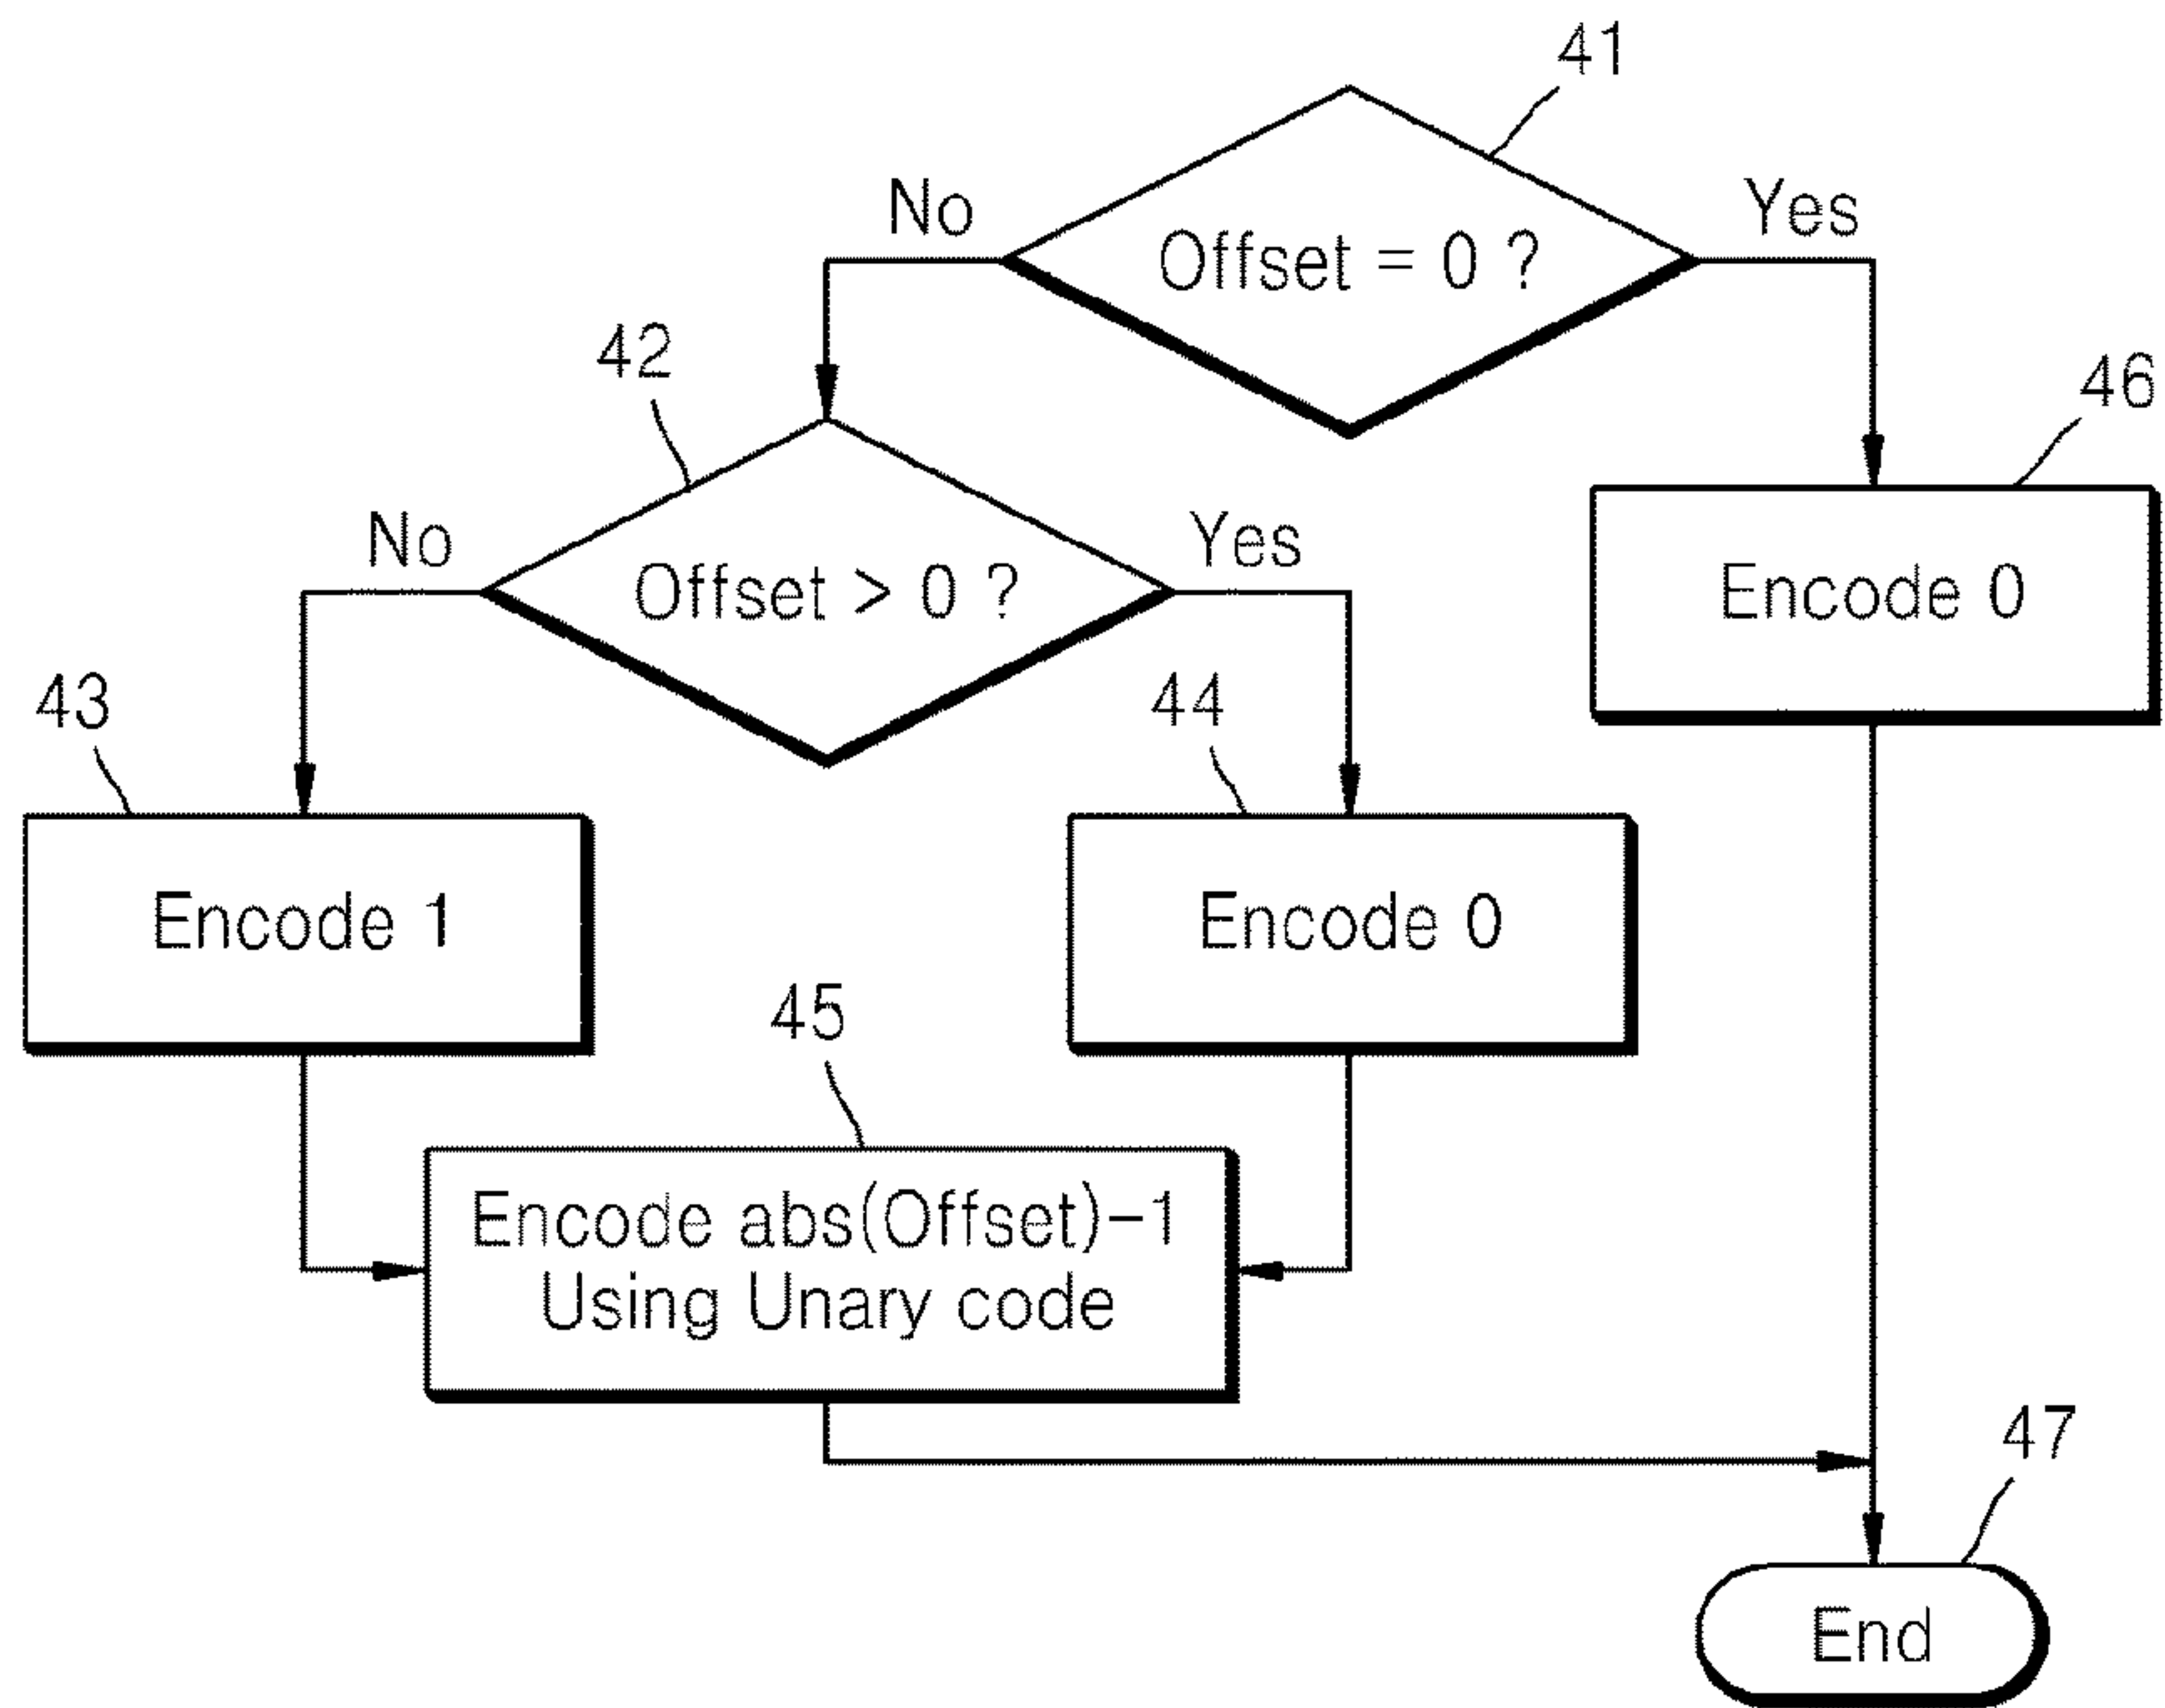 41
No
Yes
Offset = 0 ?
42
46
No
Yes
Offset > 0 ?
Encode 0
43
44
Encode 1
Encode 0
45
Encode abs(Offset)-1
Using Unary code
47
End